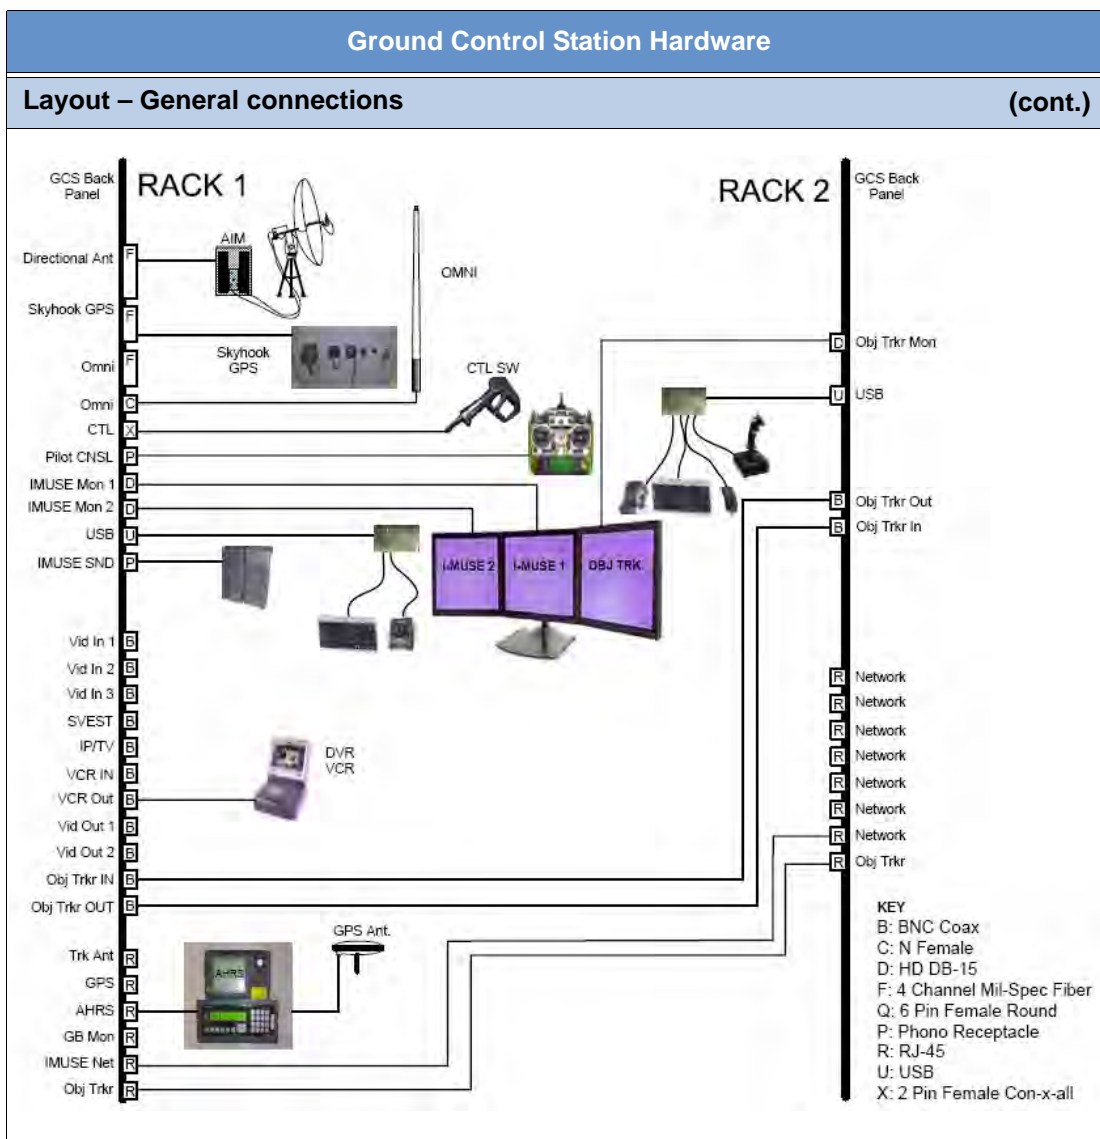 Ground Control Station Hardware
Layout – General connections (cont.)
GCS Back
Panel
RACK 1
RACK 2
GCS Back
Panel
Directional Ant
F
AIM
OMNI
Skyhook GPS
F
Skyhook
GPS
Omni
F
Omni
C
CTL
X
CTL SW
Pilot CNSL
P
IMUSE Mon 1
D
IMUSE Mon 2
D
USB
U
IMUSE SND
P
I-MUSE 2
I-MUSE 1
OBJ TRK
D
Obj Trkr Mon
U
USB
B
Obj Trkr Out
B
Obj Trkr In
Vid In 1
B
Vid In 2
B
Vid In 3
B
SVEST
B
IP/TV
B
VCR IN
B
VCR Out
B
DVR
VCR
Vid Out 1
B
Vid Out 2
B
Obj Trkr IN
B
Obj Trkr OUT
B
R
Network
R
Network
R
Network
R
Network
R
Network
R
Network
R
Network
R
Obj Trkr
Trk Ant
R
GPS
R
AHRS
R
GB Mon
R
IMUSE Net
R
Obj Trkr
R
AHRS
GPS Ant.
KEY
B: BNC Coax
C: N Female
D: HD DB-15
F: 4 Channel Mil-Spec Fiber
Q: 6 Pin Female Round
P: Phono Receptacle
R: RJ-45
U: USB
X: 2 Pin Female Con-x-all